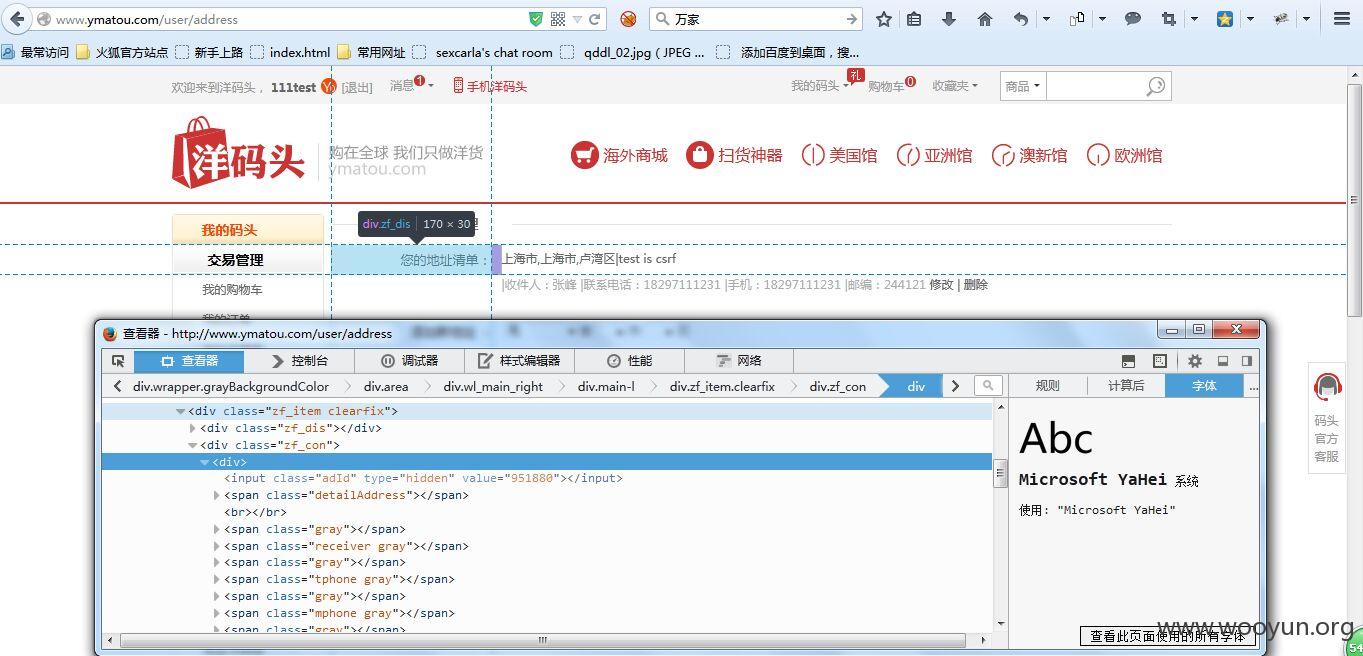 www.ymatou.com/user/address
万家
最常访问 火狐官方站点 新手上路 index.html 常用网址 sexcarla's chat room qddl_02.jpg ( JPEG ... 添加百度到桌面，搜...
欢迎来到洋码头， 111test [退出] 消息 1 手机洋码头 我的码头 礼 购物车 0 收藏夹 商品
洋码头 购在全球 我们只做洋货
ymatou.com
海外商城 扫货神器 美国馆 亚洲馆 澳新馆 欧洲馆
div.zf_dis 170 × 30
我的码头
交易管理
我的购物车
您的地址清单： 上海市,上海市,卢湾区|test is csrf
|收件人：张峰 |联系电话：18297111231 |手机：18297111231 |邮编：244121 修改 | 删除
查看器 - http://www.ymatou.com/user/address
查看器 控制台 调试器 样式编辑器 性能 网络
div.wrapper.grayBackgroundColor div.area div.wl_main_right div.main-l div.zf_item.clearfix div.zf_con div
规则 计算后 字体 ...
<div class="zf_item clearfix">
<div class="zf_dis"></div>
<div class="zf_con">
<div>
<input class="adId" type="hidden" value="951880"></input>
<span class="detailAddress"></span>
<br></br>
<span class="gray"></span>
<span class="receiver gray"></span>
<span class="gray"></span>
<span class="tphone gray"></span>
<span class="gray"></span>
<span class="mphone gray"></span>
<span class="gray"></span>
Abc
Microsoft YaHei 系统
使用: "Microsoft YaHei"
查看此页面使用的所有字体
码头
官方
客服
www.wooyun.org
54